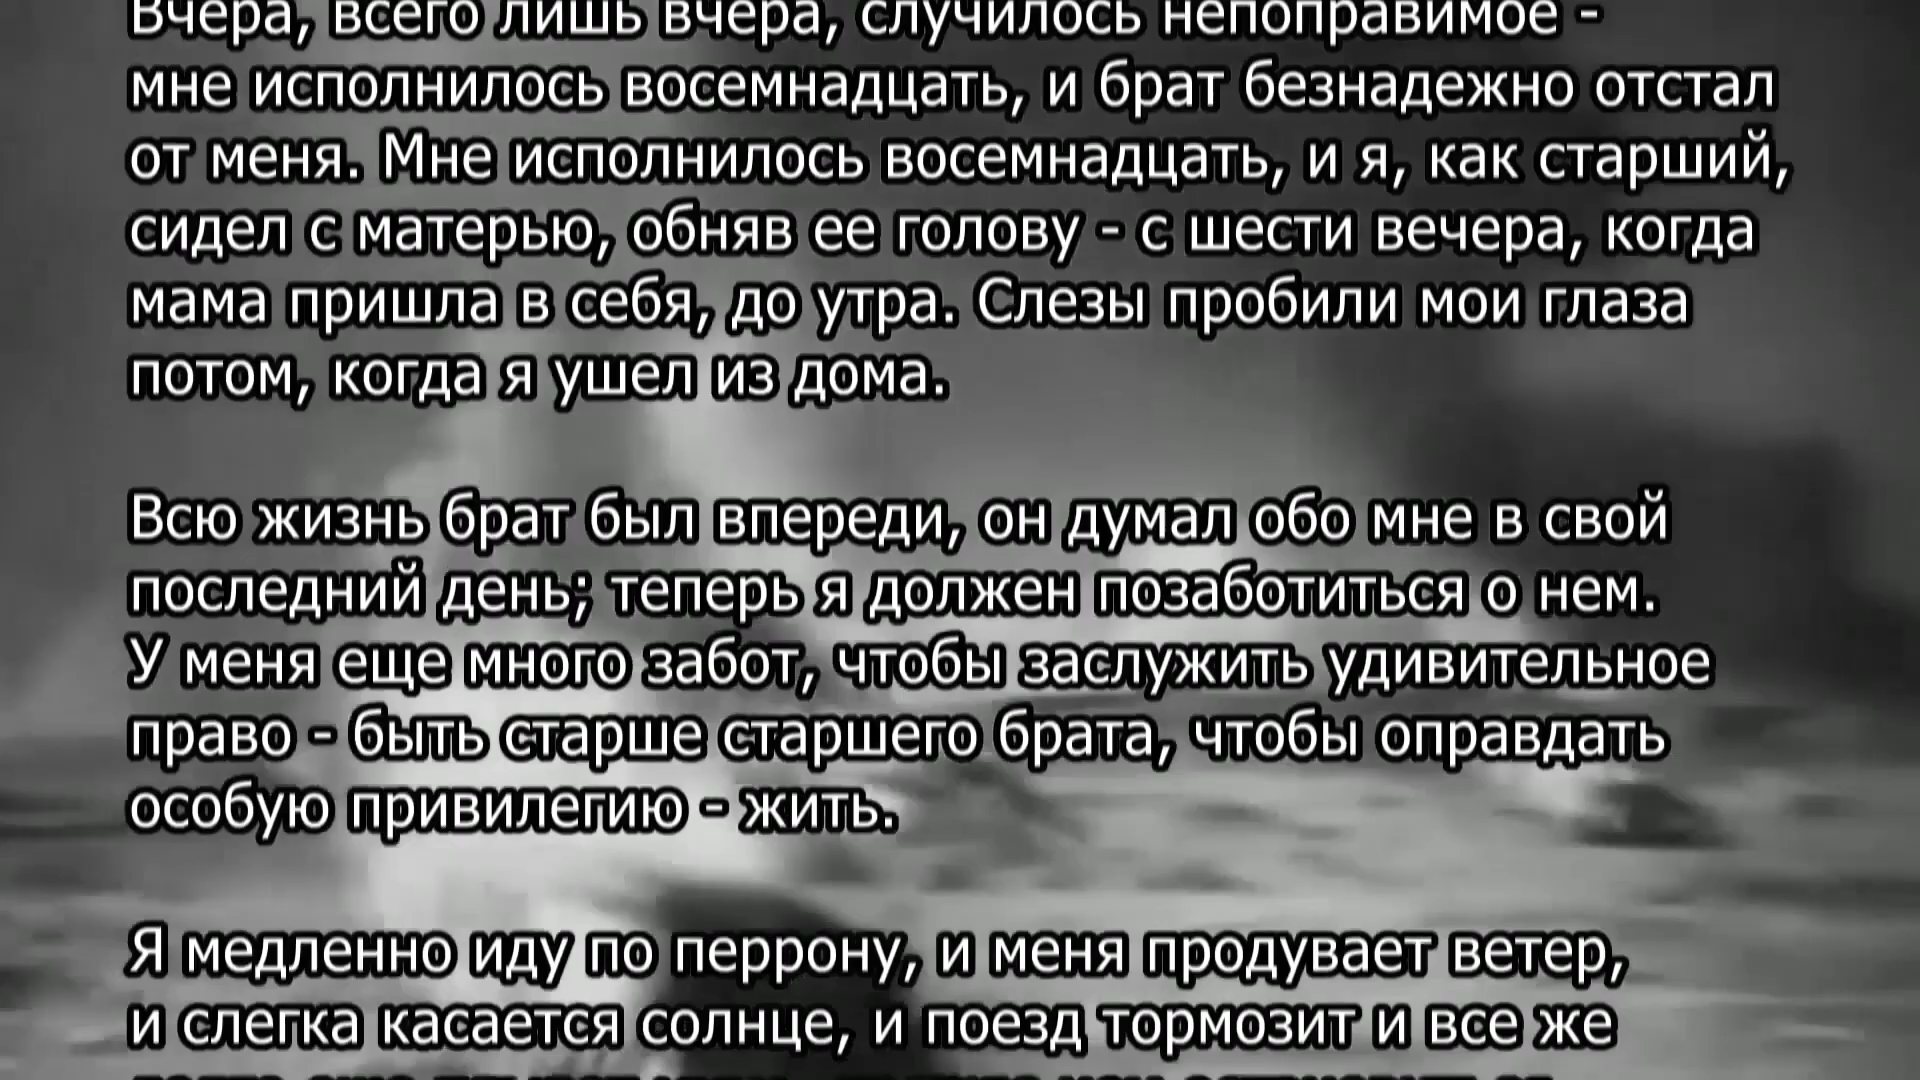 Вчера, всего лишь вчера, случилось непоправимое -
мне исполнилось восемнадцать, и брат безнадежно отстал
от меня. Мне исполнилось восемнадцать, и я, как старший,
сидел с матерью, обняв ее голову - с шести вечера, когда
мама пришла в себя, до утра. Слезы пробили мои глаза
потом, когда я ушел из дома.
Всю жизнь брат был впереди, он думал обо мне в свой
последний день; теперь я должен позаботиться о нем.
У меня еще много забот, чтобы заслужить удивительное
право - быть старше старшего брата, чтобы оправдать
особую привилегию - жить.
Я медленно иду по перрону, и меня продувает ветер,
и слегка касается солнце, и поезд тормозит и все же